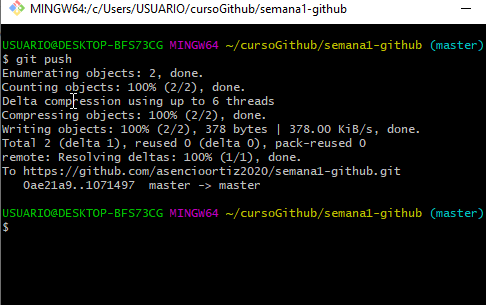 MINGW64:/c/Users/USUARIO/cursoGithub/semana1-github
USUARIO@DESKTOP-BFS73CG MINGW64 ~/cursoGithub/semana1-github (master)
$ git push
Enumerating objects: 2, done.
Counting objects: 100% (2/2), done.
Delta compression using up to 6 threads
Compressing objects: 100% (2/2), done.
Writing objects: 100% (2/2), 378 bytes | 378.00 KiB/s, done.
Total 2 (delta 1), reused 0 (delta 0), pack-reused 0
remote: Resolving deltas: 100% (1/1), done.
To https://github.com/asencioortiz2020/semana1-github.git
   0ae21a9..1071497  master -> master
USUARIO@DESKTOP-BFS73CG MINGW64 ~/cursoGithub/semana1-github (master)
$